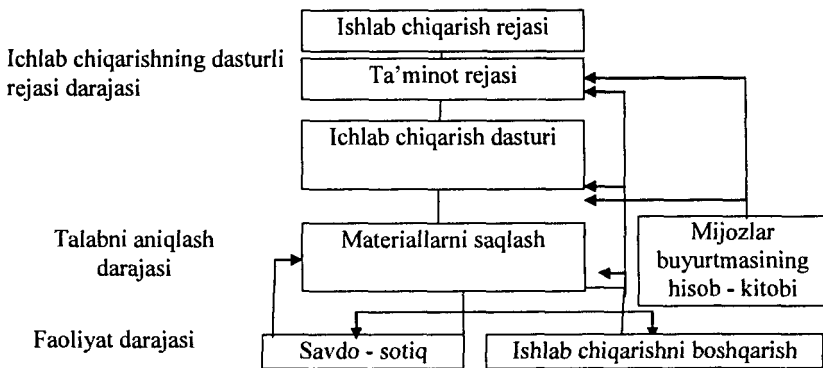 Ishlab chiqarish rejasi
Ichlab chiqarishning dasturli
rejasi darajasi
Ta’minot rejasi
Ichlab chiqarish dasturi
Talabni aniqlash
darajasi
Materiallarni saqlash
Mijozlar
buyurtmasining
hisob - kitobi
Faoliyat darajasi
Savdo - sotiq
Ishlab chiqarishni boshqarish